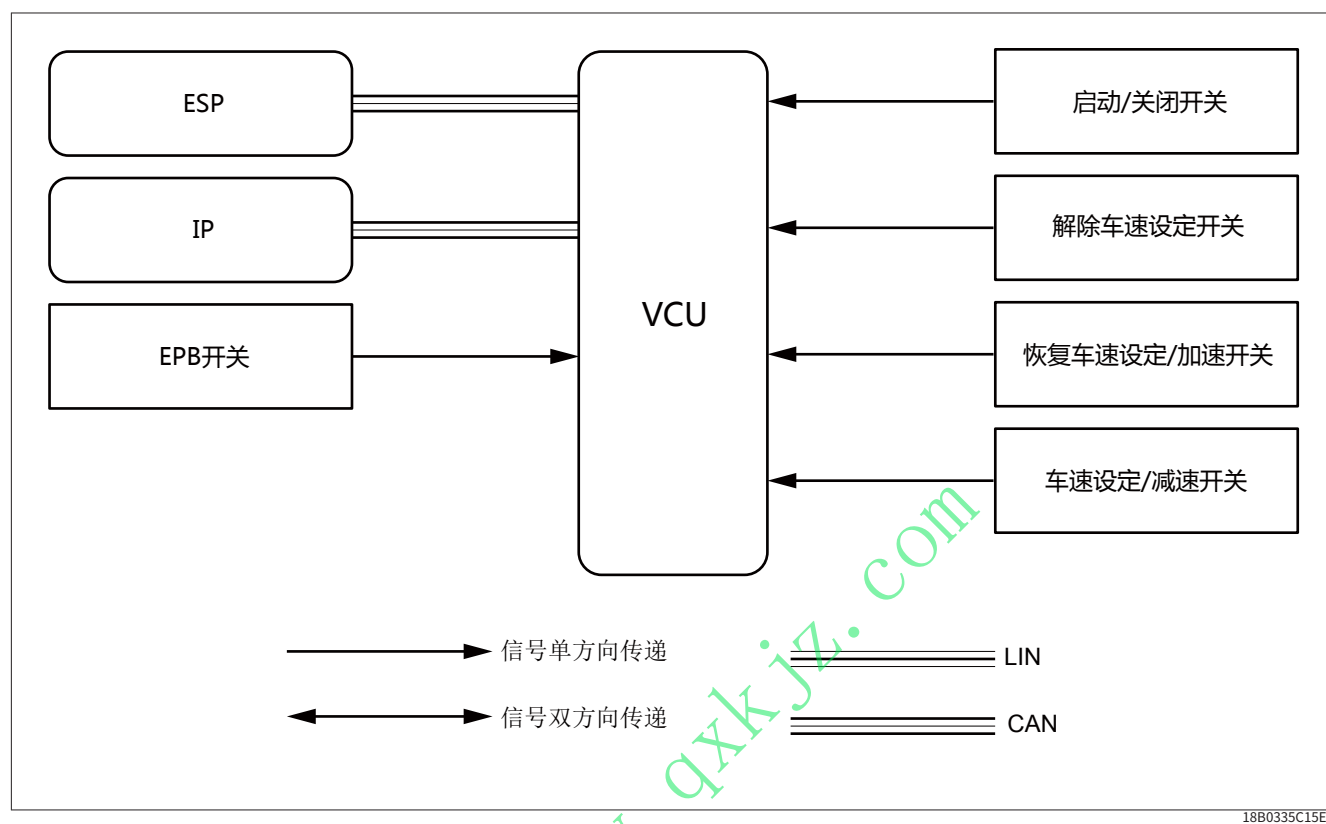 ESP
IP
EPB开关
VCU
启动/关闭开关
解除车速设定开关
恢复车速设定/加速开关
车速设定/减速开关
信号单方向传递
信号双方向传递
LIN
CAN
qxkjz.com
18B0335C15E